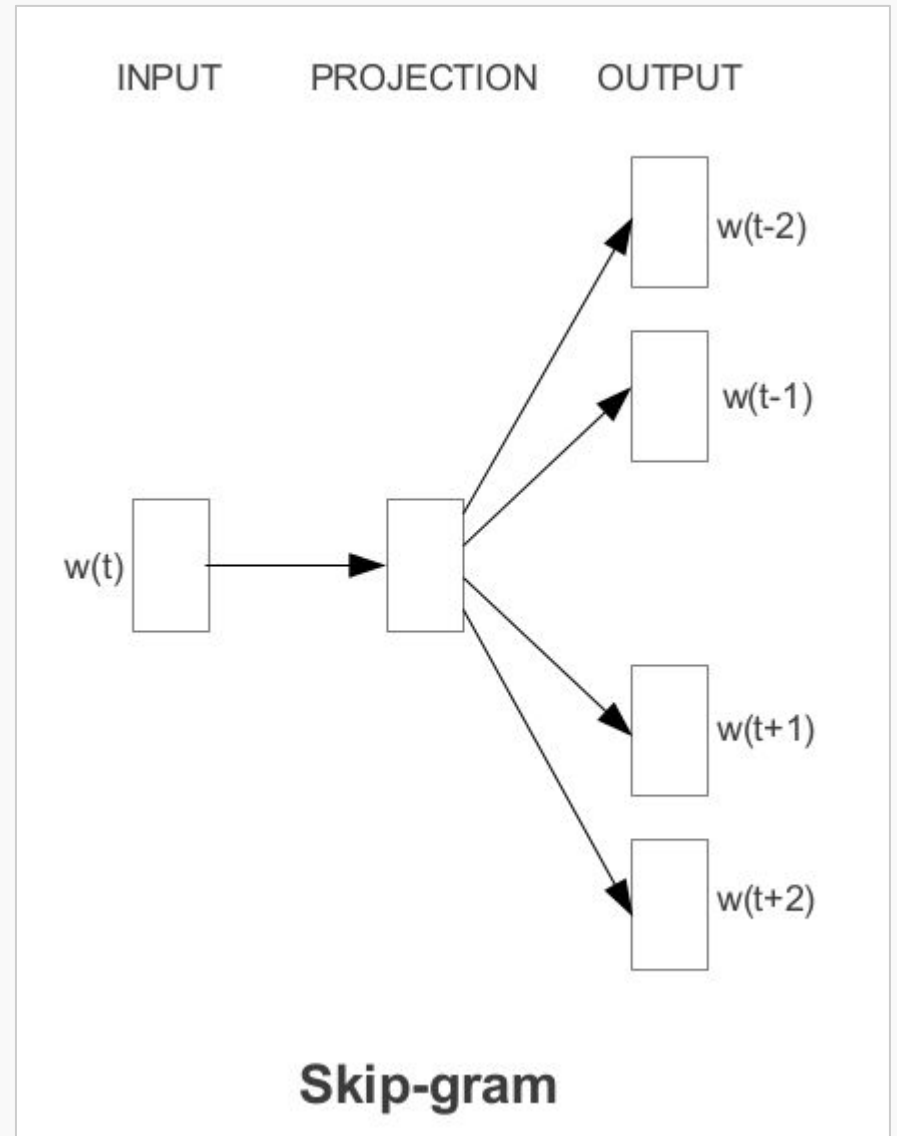 INPUT PROJECTION OUTPUT
w(t-2)
w(t-1)
w(t)
w(t+1)
w(t+2)
Skip-gram